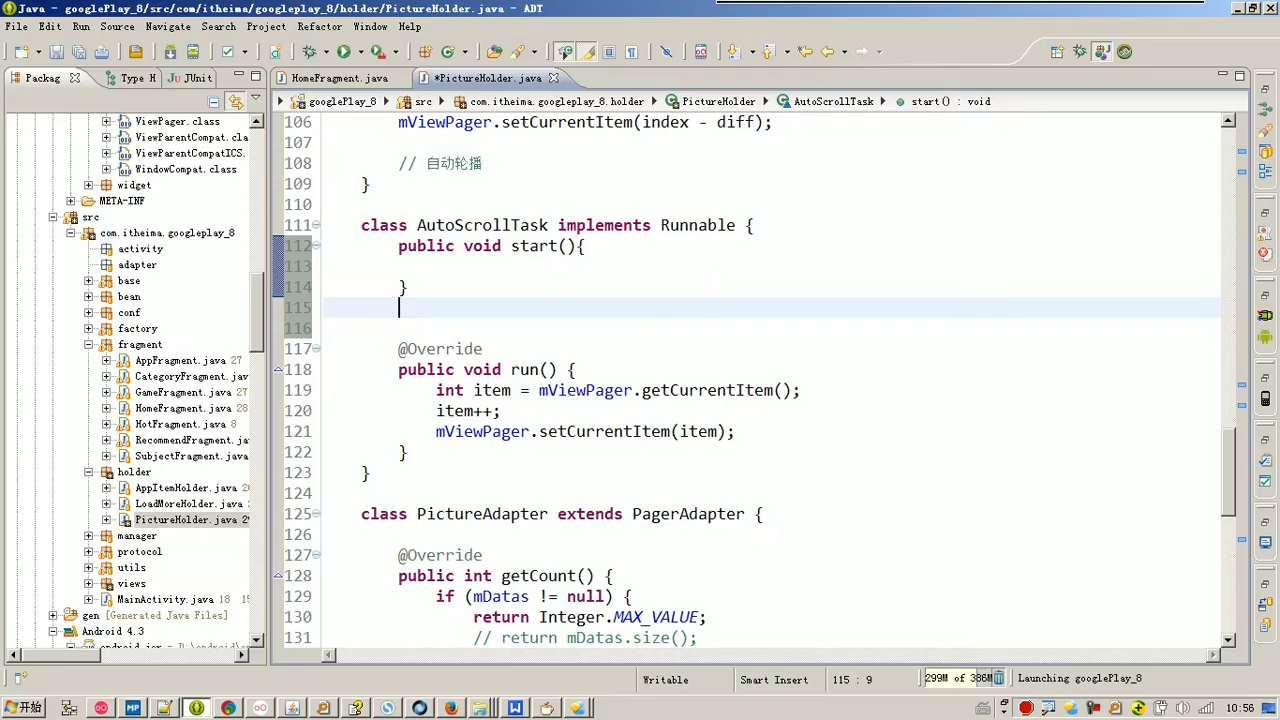 Java - googlePlay_8/src/com/itheima/googleplay_8/holder/PictureHolder.java - ADT
File Edit Run Source Navigate Search Project Refactor Window Help
Packag Type H JUnit
HomeFragment.java *PictureHolder.java
googlePlay_8 src com.itheima.googleplay_8.holder PictureHolder AutoScrollTask start() : void
ViewPager.class
ViewParentCompat.cla
ViewParentCompatICS.
WindowCompat.class
widget
META-INF
src
com.itheima.googleplay_8
activity
adapter
base
bean
conf
factory
fragment
AppFragment.java 27
CategoryFragment.jav
GameFragment.java 27
HomeFragment.java 28
HotFragment.java 8
RecommendFragment.ja
SubjectFragment.java
holder
AppItemHolder.java 2
LoadMoreHolder.java
PictureHolder.java 2
manager
protocol
utils
views
MainActivity.java 18 1
gen [Generated Java Files]
Android 4.3
106 mViewPager.setCurrentItem(index - diff);
107
108 // 自动轮播
109 }
110
111 class AutoScrollTask implements Runnable {
112 public void start(){
113
114 }
115
116
117 @Override
118 public void run() {
119 int item = mViewPager.getCurrentItem();
120 item++;
121 mViewPager.setCurrentItem(item);
122 }
123 }
124
125 class PictureAdapter extends PagerAdapter {
126
127 @Override
128 public int getCount() {
129 if (mDatas != null) {
130 return Integer.MAX_VALUE;
131 // return mDatas.size();
Writable Smart Insert 115 : 9 299M of 386M Launching googlePlay_8
开始 10:56